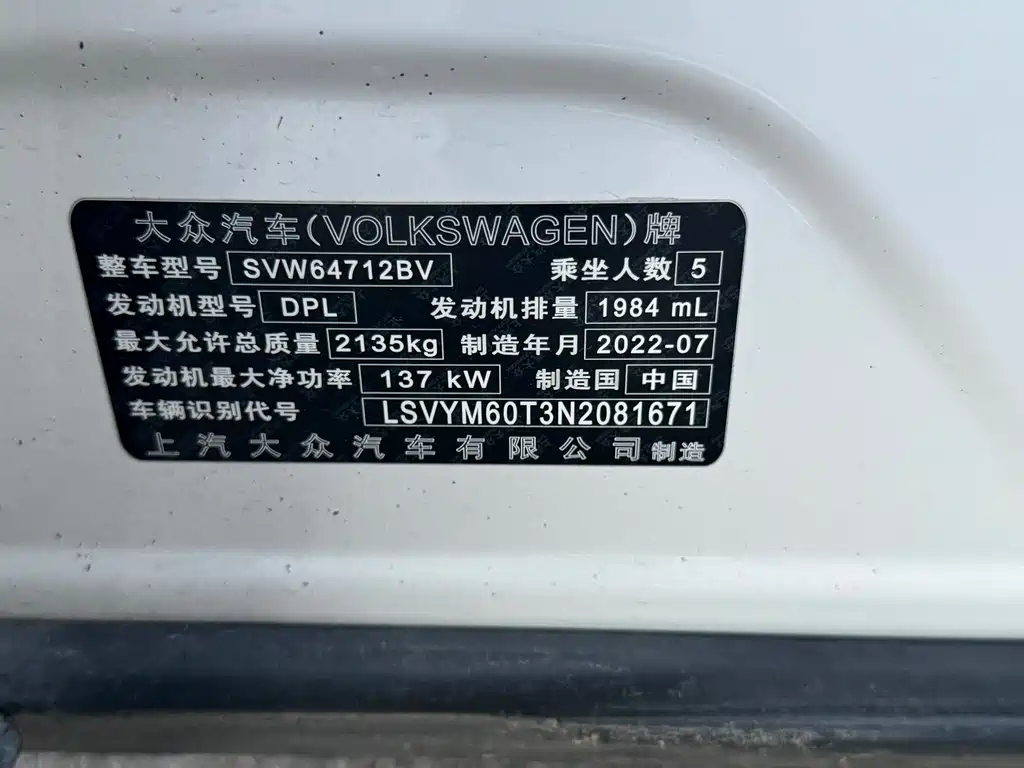 大众汽车(VOLKSWAGEN)牌
整车型号 SVW64712BV 乘坐人数 5
发动机型号 DPL 发动机排量 1984 mL
最大允许总质量 2135kg 制造年月 2022-07
发动机最大净功率 137 kW 制造国 中国
车辆识别代号 LSVYM60T3N2081671
上汽大众汽车有限公司 制造